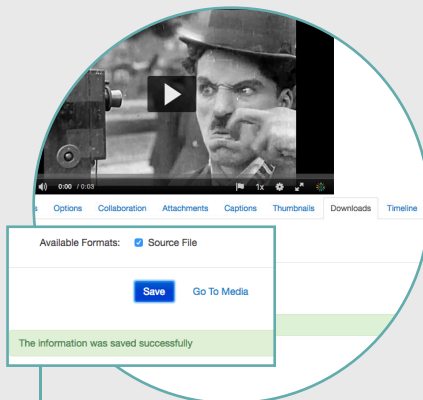 0:00 / 0:03 1x
s Options Collaboration Attachments Captions Thumbnails Downloads Timeline
Available Formats: Source File
Save Go To Media
The information was saved successfully